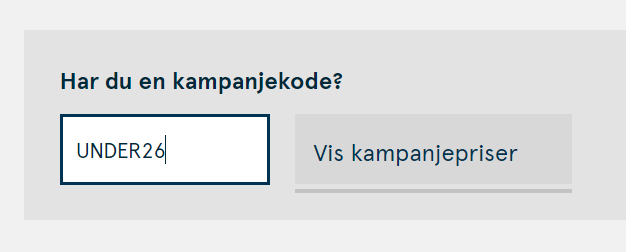 Har du en kampanjekode?
UNDER26
Vis kampanjepriser